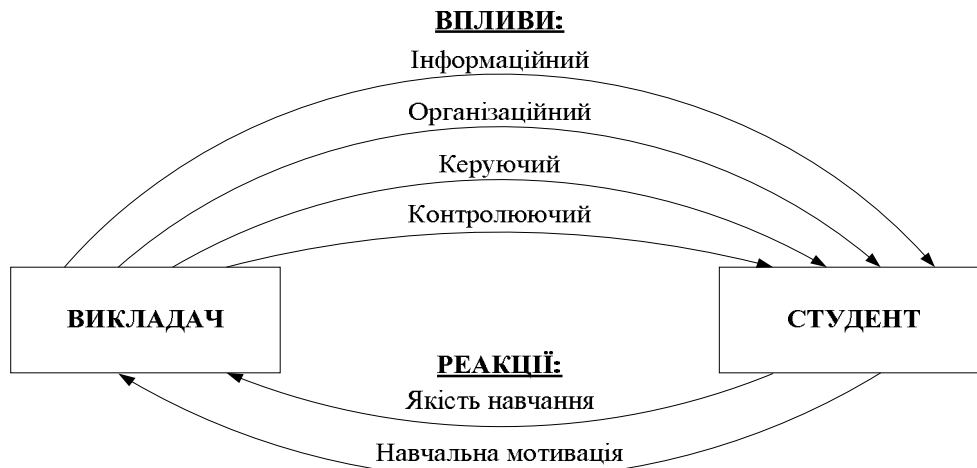 ВПЛИВИ:
Інформаційний
Організаційний
Керуючий
Контролюючий
ВИКЛАДАЧ
СТУДЕНТ
РЕАКЦІЇ:
Якість навчання
Навчальна мотивація